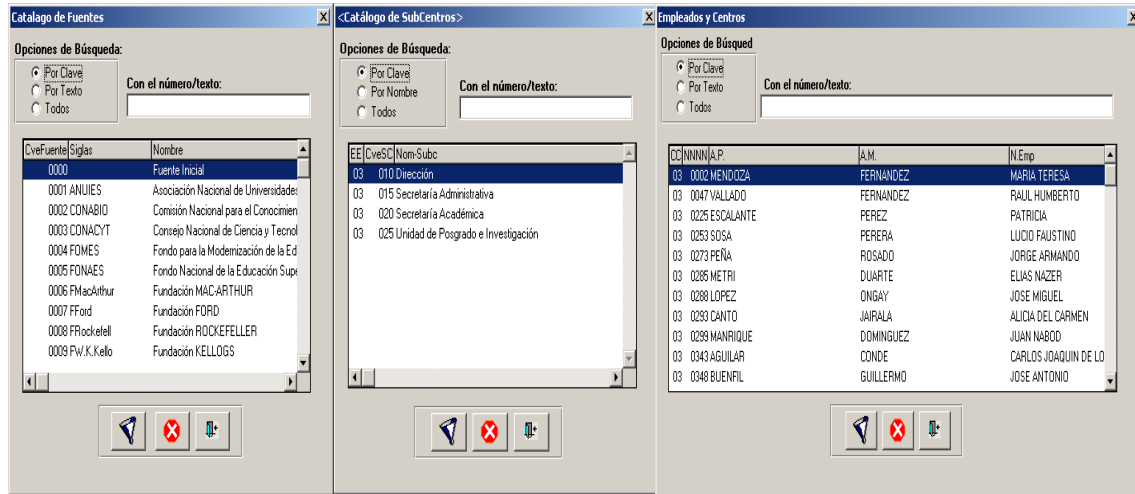 Catalago de Fuentes
Opciones de Búsqueda:
Por Clave
Por Texto
Todos
Con el número/texto:
CveFuente Siglas Nombre
0000 Fuente Inicial
0001 ANUIES Asociación Nacional de Universidades
0002 CONABIO Comisión Nacional para el Conocimien
0003 CONACYT Consejo Nacional de Ciencia y Tecnol
0004 FOMES Fondo para la Modernización de la Ed
0005 FONAES Fondo Nacional de la Educación Supe
0006 FMacArthur Fundación MAC-ARTHUR
0007 FFord Fundación FORD
0008 FRockefell Fundación ROCKEFELLER
0009 FW.K.Kello Fundación KELLOGS
<Catálogo de SubCentros>
Opciones de Búsqueda:
Por Clave
Por Nombre
Todos
Con el número/texto:
EE CveSC Nom-Subc
03 010 Dirección
03 015 Secretaría Administrativa
03 020 Secretaría Académica
03 025 Unidad de Posgrado e Investigación
Empleados y Centros
Opciones de Búsqued
Por Clave
Por Texto
Todos
Con el número/texto:
CC NNNN A.P. A.M. N.Emp
03 0002 MENDOZA FERNANDEZ MARIA TERESA
03 0047 VALLADO FERNANDEZ RAUL HUMBERTO
03 0225 ESCALANTE PEREZ PATRICIA
03 0253 SOSA PERERA LUCIO FAUSTINO
03 0273 PEÑA ROSADO JORGE ARMANDO
03 0285 METRI DUARTE ELIAS NAZER
03 0288 LOPEZ ONGAY JOSE MIGUEL
03 0293 CANTO JAIRALA ALICIA DEL CARMEN
03 0299 MANRIQUE DOMINGUEZ JUAN NABOD
03 0343 AGUILAR CONDE CARLOS JOAQUIN DE LO
03 0348 BUENFIL GUILLERMO JOSE ANTONIO